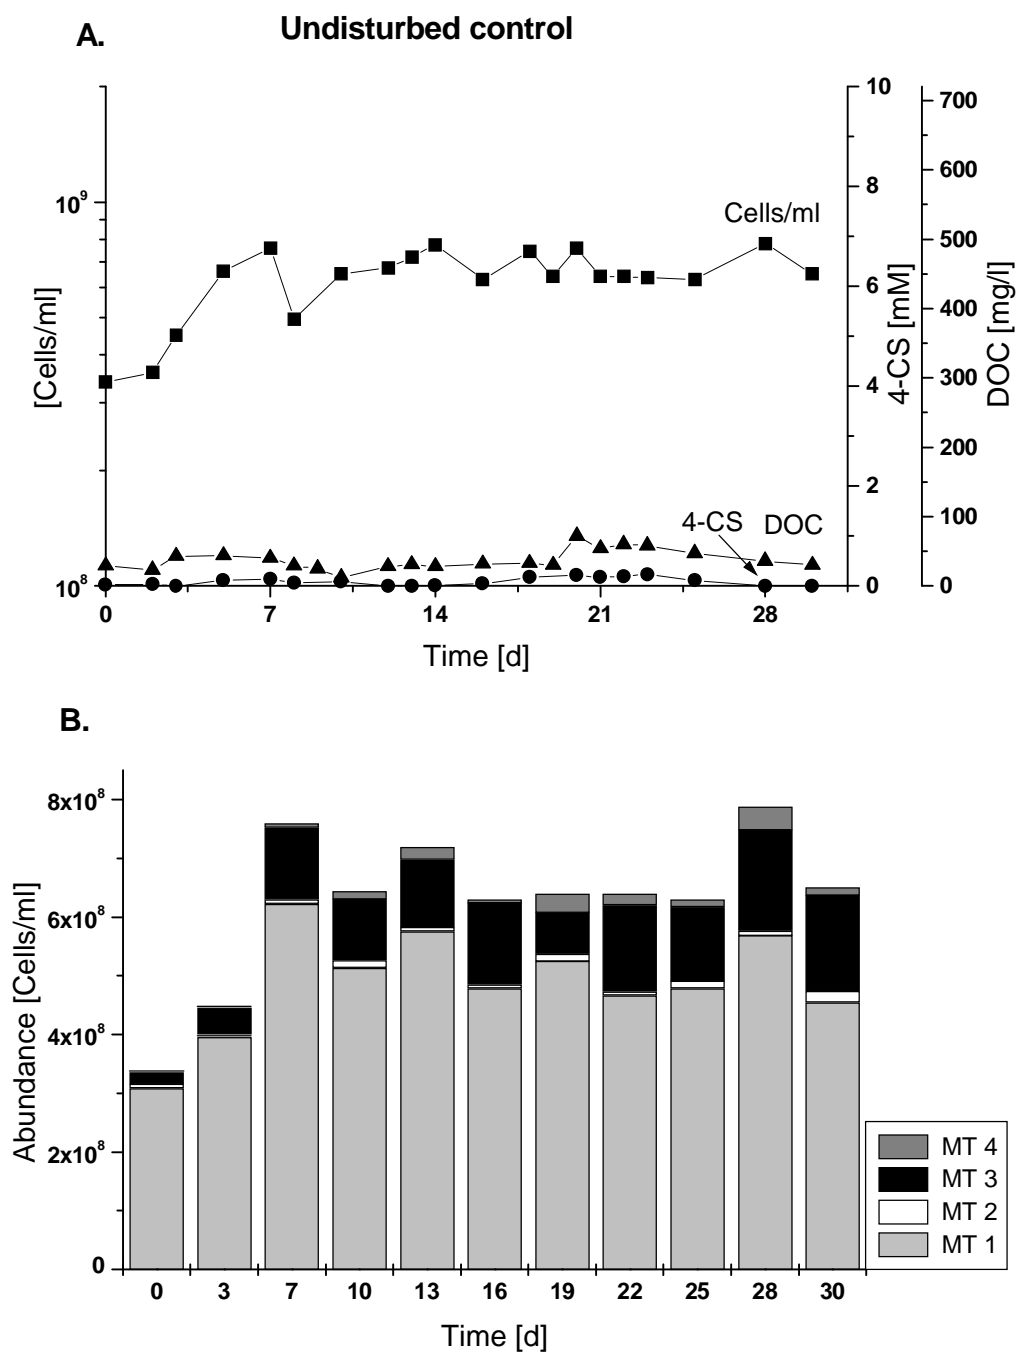 A.
Undisturbed control
10⁹
10⁸
[Cells/ml]
Cells/ml
4-CS
DOC
10
8
6
4
2
0
4-CS [mM]
700
600
500
400
300
200
100
0
DOC [mg/l]
0 7 14 21 28
Time [d]
B.
8x10⁸
6x10⁸
4x10⁸
2x10⁸
0
Abundance [Cells/ml]
MT 4
MT 3
MT 2
MT 1
0 3 7 10 13 16 19 22 25 28 30
Time [d]